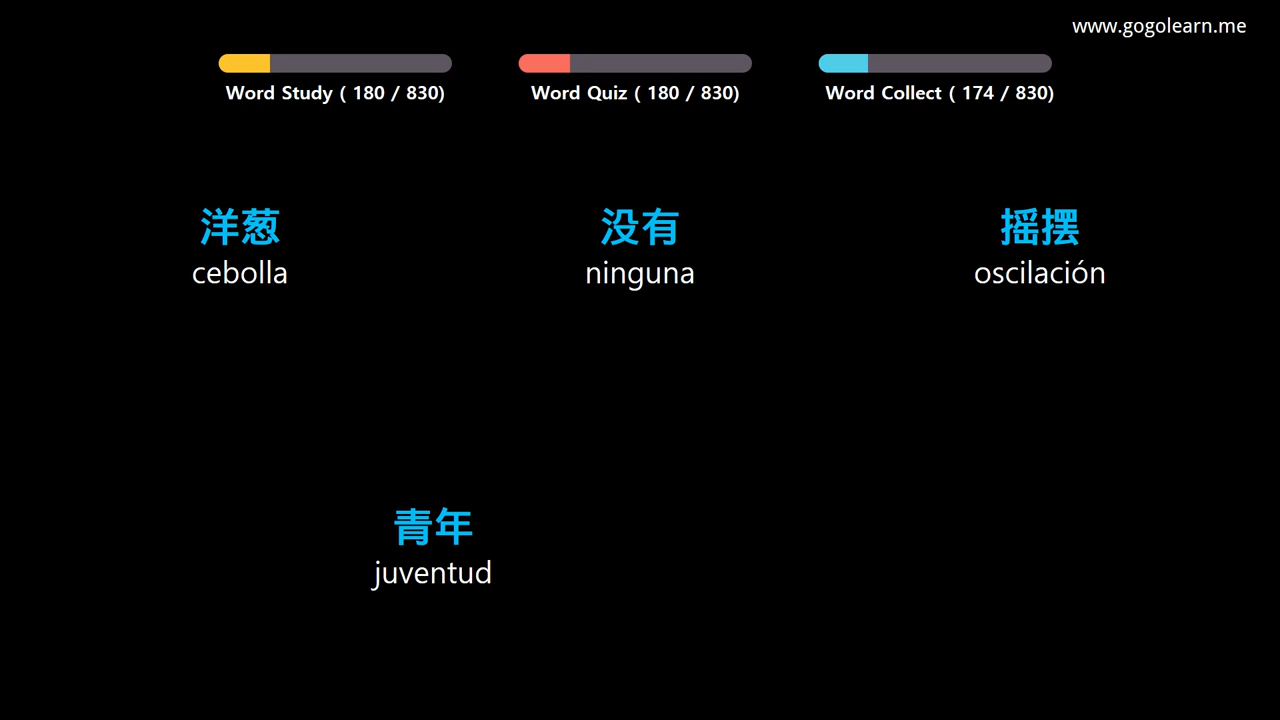 www.gogolearn.me
Word Study ( 180 / 830)
Word Quiz ( 180 / 830)
Word Collect ( 174 / 830)
洋葱
cebolla
没有
ninguna
摇摆
oscilación
青年
juventud